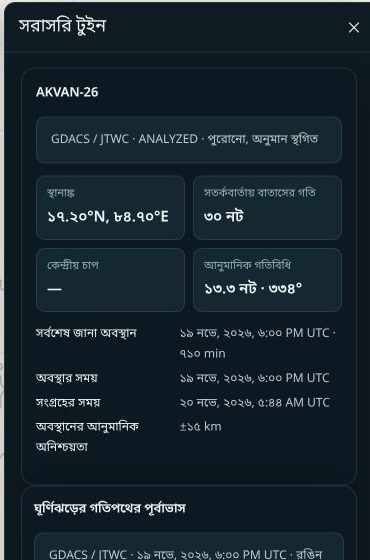 সরাসরি টুইন
×
AKVAN-26
GDACS / JTWC · ANALYZED · পুরোনো, অনুমান স্থগিত
স্থানাঙ্ক
১৭.২০°N, ৮৪.৭০°E
সতর্কবার্তায় বাতাসের গতি
৩০ নট
কেন্দ্রীয় চাপ
—
আনুমানিক গতিবিধি
১৩.৩ নট · ৩৩৪°
সর্বশেষ জানা অবস্থান
১৯ নভে, ২০২৬, ৬:০০ PM UTC ·
৭১০ min
অবস্থার সময়
১৯ নভে, ২০২৬, ৬:০০ PM UTC
সংগ্রহের সময়
২০ নভে, ২০২৬, ৫:৪৪ AM UTC
অবস্থানের আনুমানিক
অনিশ্চয়তা
±১৫ km
ঘূর্ণিঝড়ের গতিপথের পূর্বাভাস
GDACS / JTWC · ১৯ নভে, ২০২৬, ৬:০০ PM UTC · রঙিন